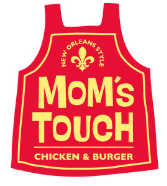 NEW ORLEANS STYLE
MOM'S
TOUCH
CHICKEN & BURGER